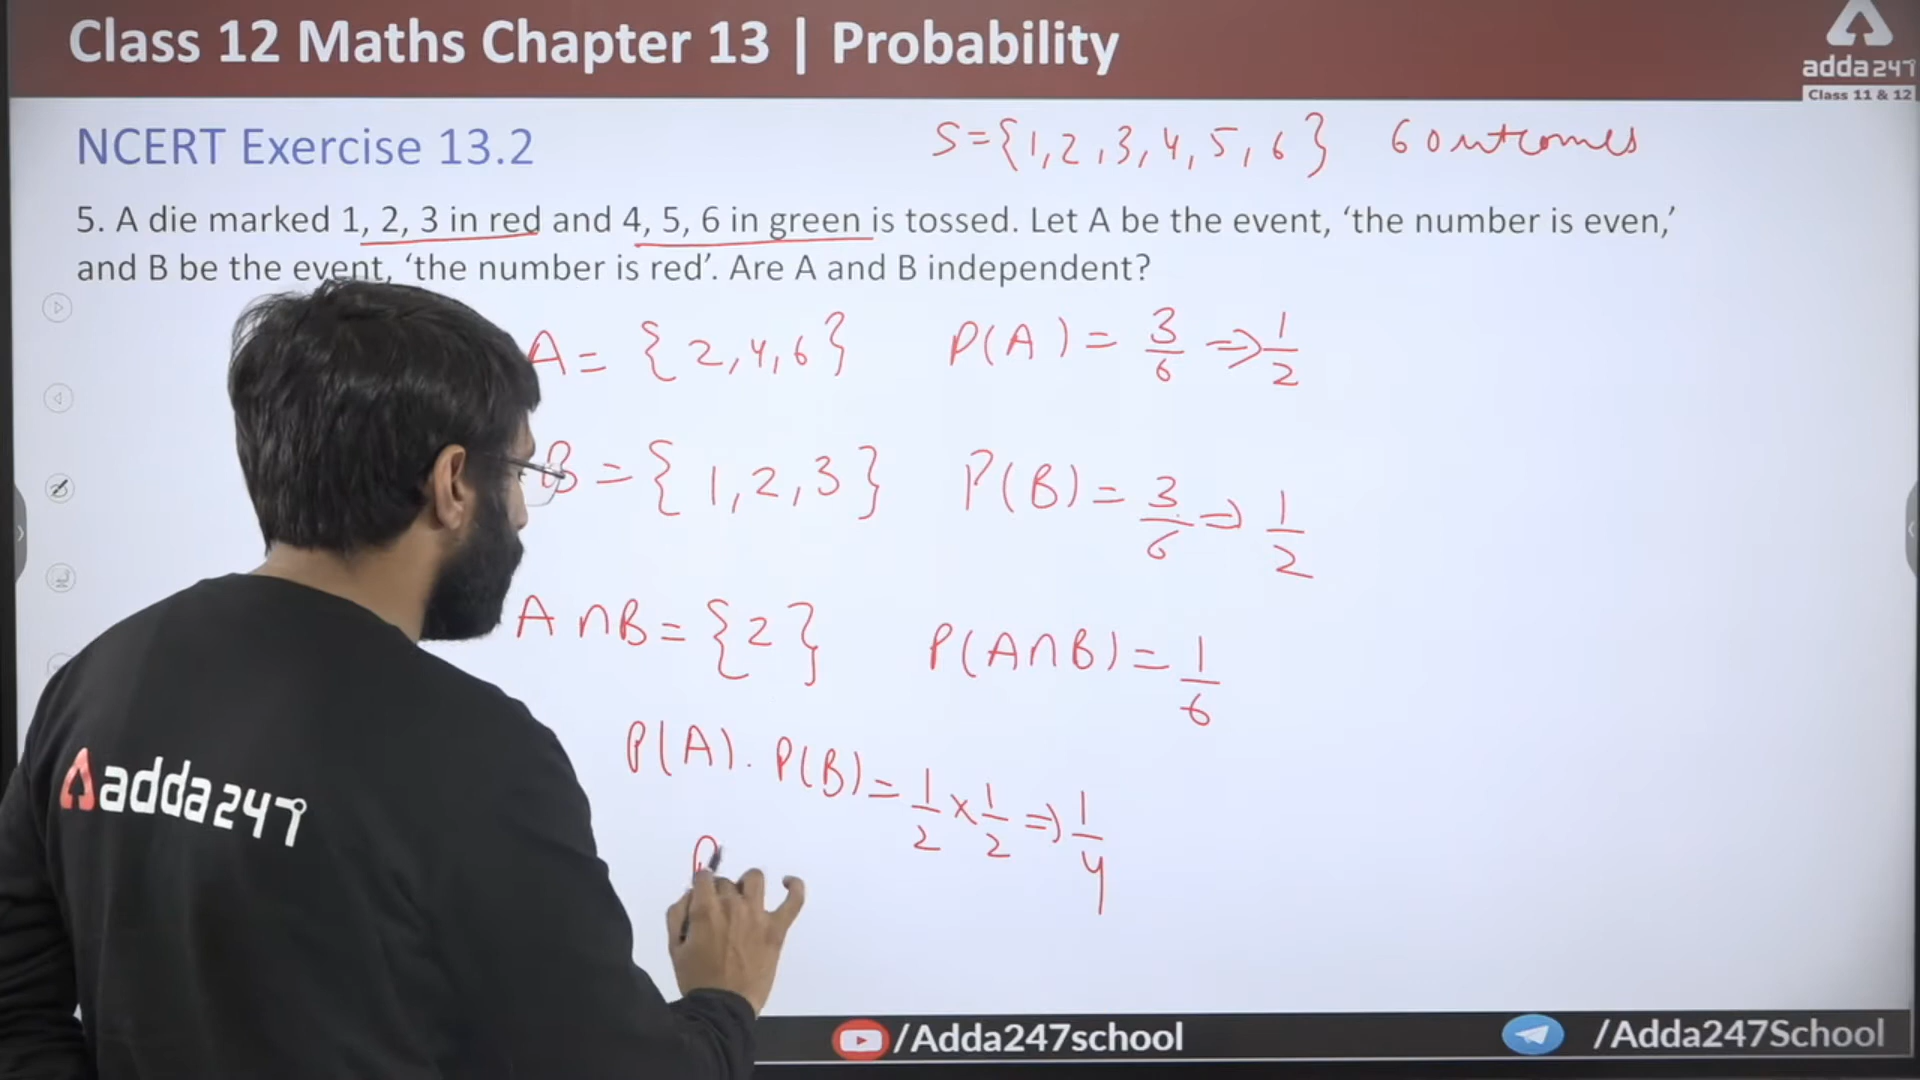 Class 12 Maths Chapter 13 | Probability
adda247
Class 11 & 12
NCERT Exercise 13.2
S={1,2,3,4,5,6} 6 outcomes
5. A die marked 1, 2, 3 in red and 4, 5, 6 in green is tossed. Let A be the event, ‘the number is even,’
and B be the event, ‘the number is red’. Are A and B independent?
A= {2,4,6} P(A) = 3/6 ⇒ 1/2
B = {1,2,3} P(B) = 3/6 ⇒ 1/2
A∩B = {2} P(A∩B) = 1/6
P(A). P(B) = 1/2 × 1/2 ⇒ 1/4
adda247
/Adda247school
/Adda247School